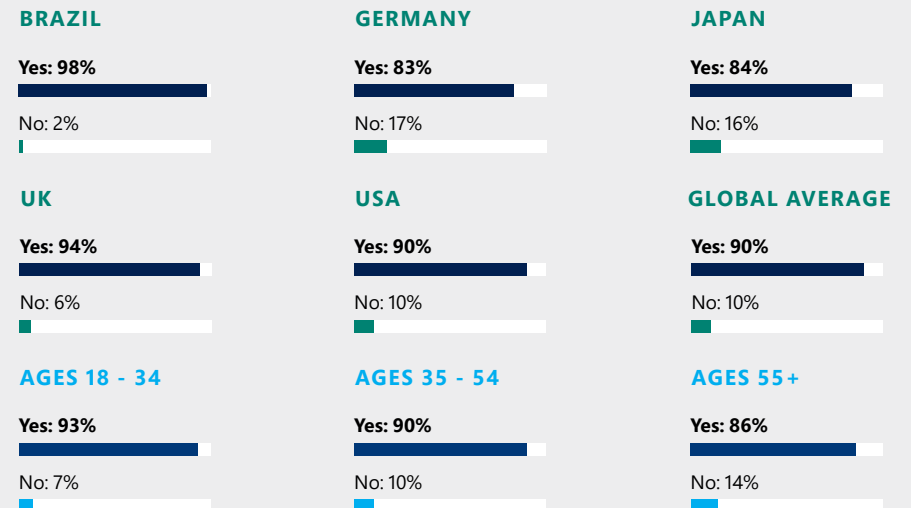 BRAZIL
Yes: 98%
No: 2%
GERMANY
Yes: 83%
No: 17%
JAPAN
Yes: 84%
No: 16%
UK
Yes: 94%
No: 6%
USA
Yes: 90%
No: 10%
GLOBAL AVERAGE
Yes: 90%
No: 10%
AGES 18 - 34
Yes: 93%
No: 7%
AGES 35 - 54
Yes: 90%
No: 10%
AGES 55+
Yes: 86%
No: 14%